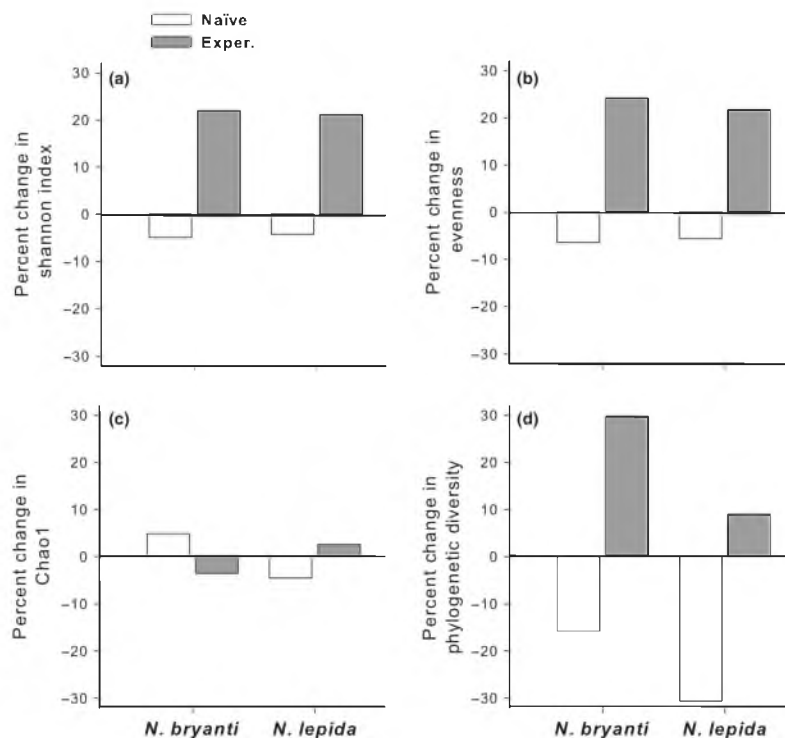 Naïve
Exper.
(a)
30
20
10
0
−10
−20
−30
Percent change in
shannon index
(b)
30
20
10
0
−10
−20
−30
Percent change in
evenness
(c)
30
20
10
0
−10
−20
−30
Percent change in
Chao1
N. bryanti
N. lepida
(d)
30
20
10
0
−10
−20
−30
Percent change in
phylogenetic diversity
N. bryanti
N. lepida